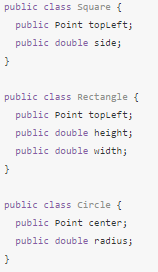 public class Square {
  public Point topLeft;
  public double side;
}

public class Rectangle {
  public Point topLeft;
  public double height;
  public double width;
}

public class Circle {
  public Point center;
  public double radius;
}